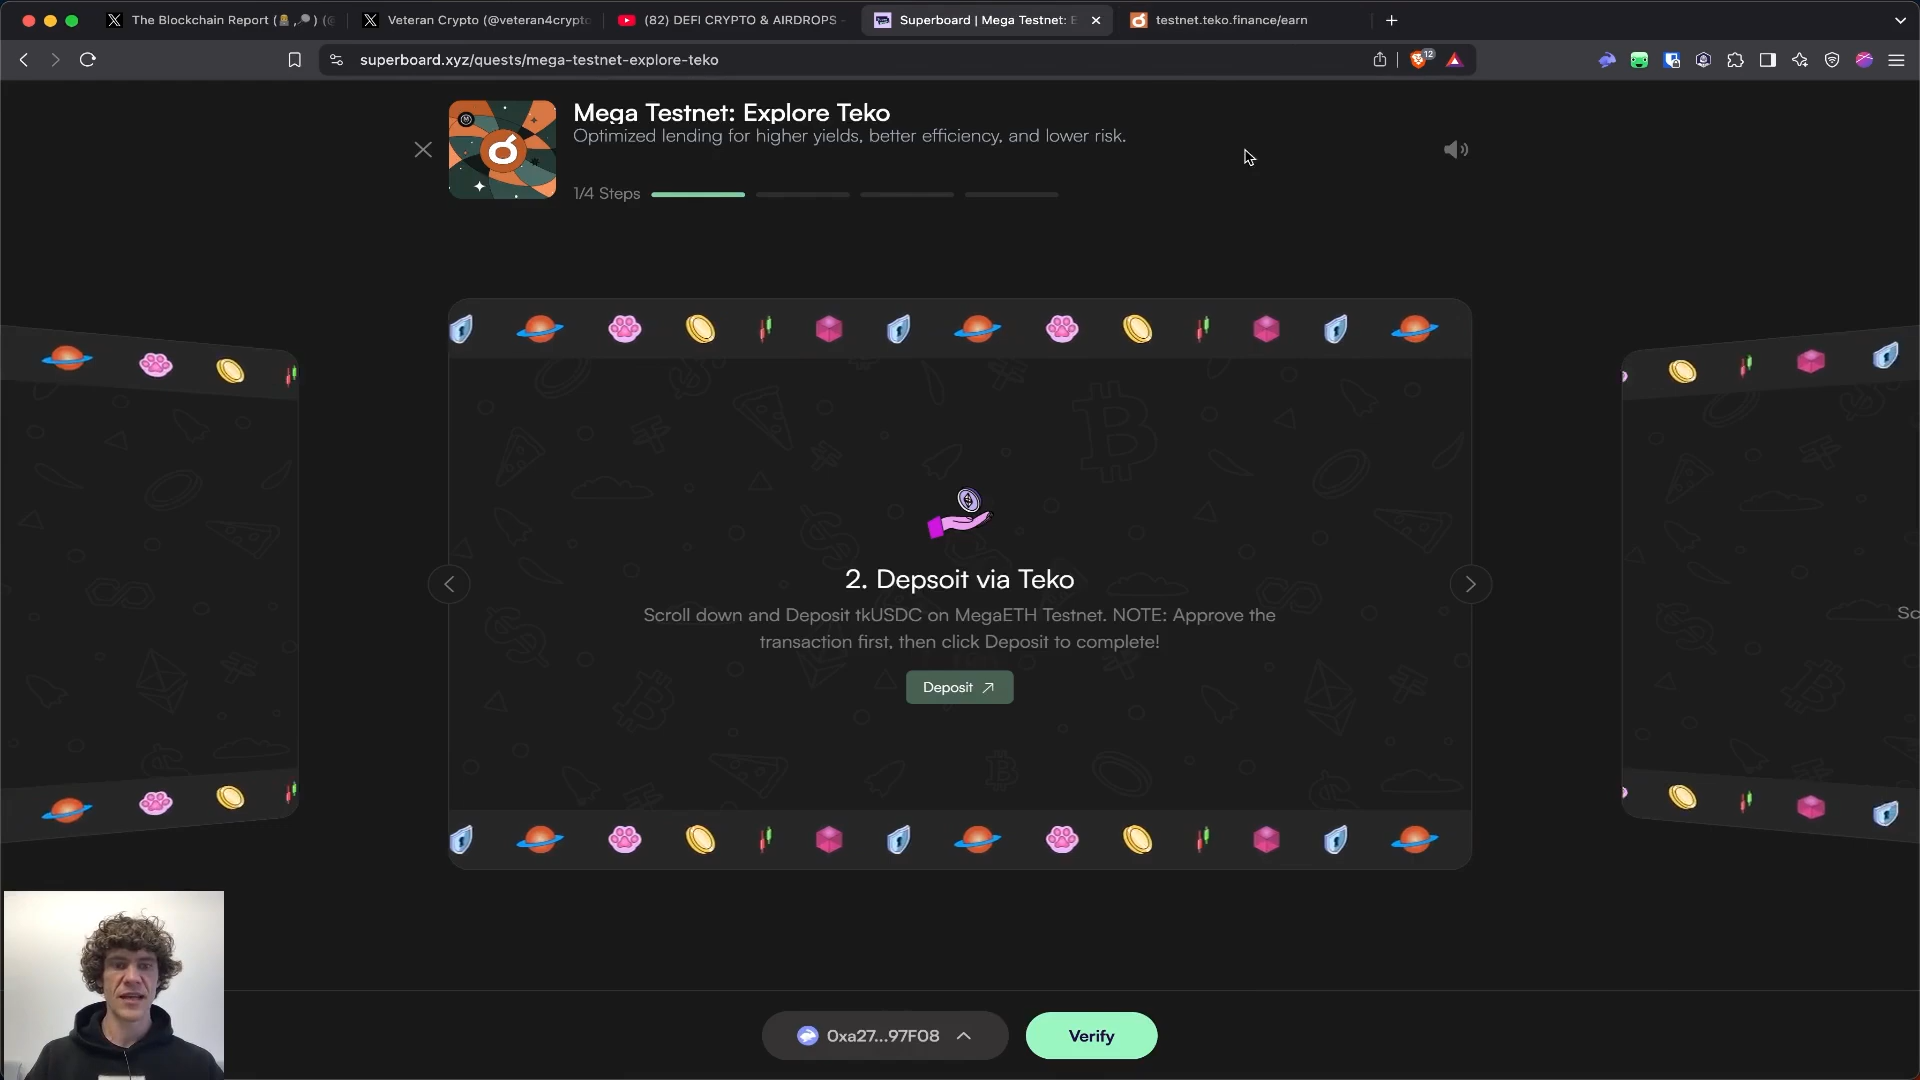 The Blockchain Report
Veteran Crypto (@veteran4crypto
(82) DEFI CRYPTO & AIRDROPS
Superboard | Mega Testnet: E
testnet.teko.finance/earn
superboard.xyz/quests/mega-testnet-explore-teko
12
Mega Testnet: Explore Teko
Optimized lending for higher yields, better efficiency, and lower risk.
1/4 Steps
2. Depsoit via Teko
Scroll down and Deposit tkUSDC on MegaETH Testnet. NOTE: Approve the
transaction first, then click Deposit to complete!
Sc
Deposit
0xa27...97F08
Verify